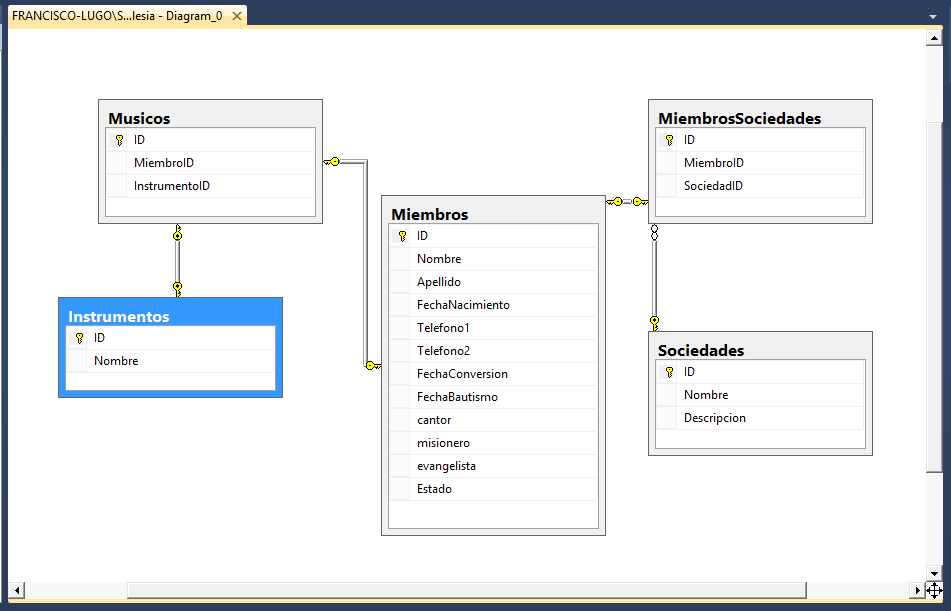 FRANCISCO-LUGO\S...lesia - Diagram_0
Musicos
ID
MiembroID
InstrumentoID
Instrumentos
ID
Nombre
Miembros
ID
Nombre
Apellido
FechaNacimiento
Telefono1
Telefono2
FechaConversion
FechaBautismo
cantor
misionero
evangelista
Estado
MiembrosSociedades
ID
MiembroID
SociedadID
Sociedades
ID
Nombre
Descripcion